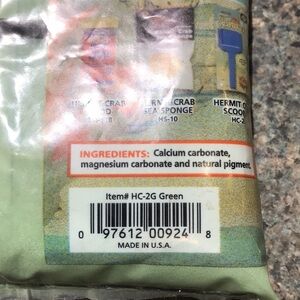 CRAB
HERMIT CRAB
SEA SPONGE
HS-10
HERMIT C
SCOO
HC-2
INGREDIENTS: Calcium carbonate,
magnesium carbonate and natural pigment.
Item# HC-2G Green
0 97612 00924 8
MADE IN U.S.A.